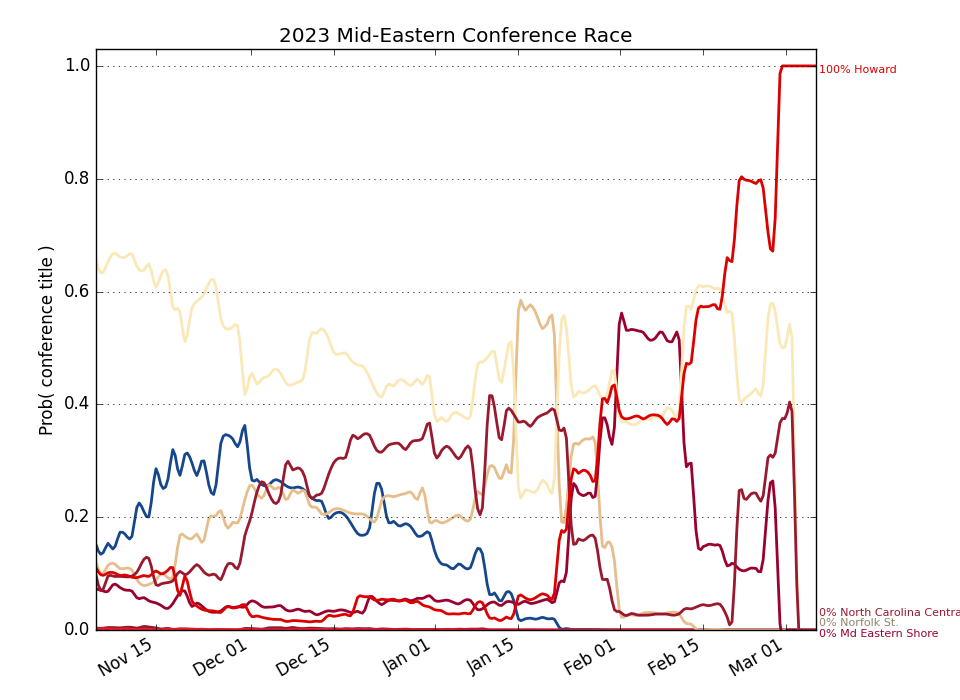 2023 Mid-Eastern Conference Race
Prob( conference title )
1.0
0.8
0.6
0.4
0.2
0.0
Nov 15
Dec 01
Dec 15
Jan 01
Jan 15
Feb 01
Feb 15
Mar 01
100% Howard
0% North Carolina Centra
0% Norfolk St.
0% Md Eastern Shore